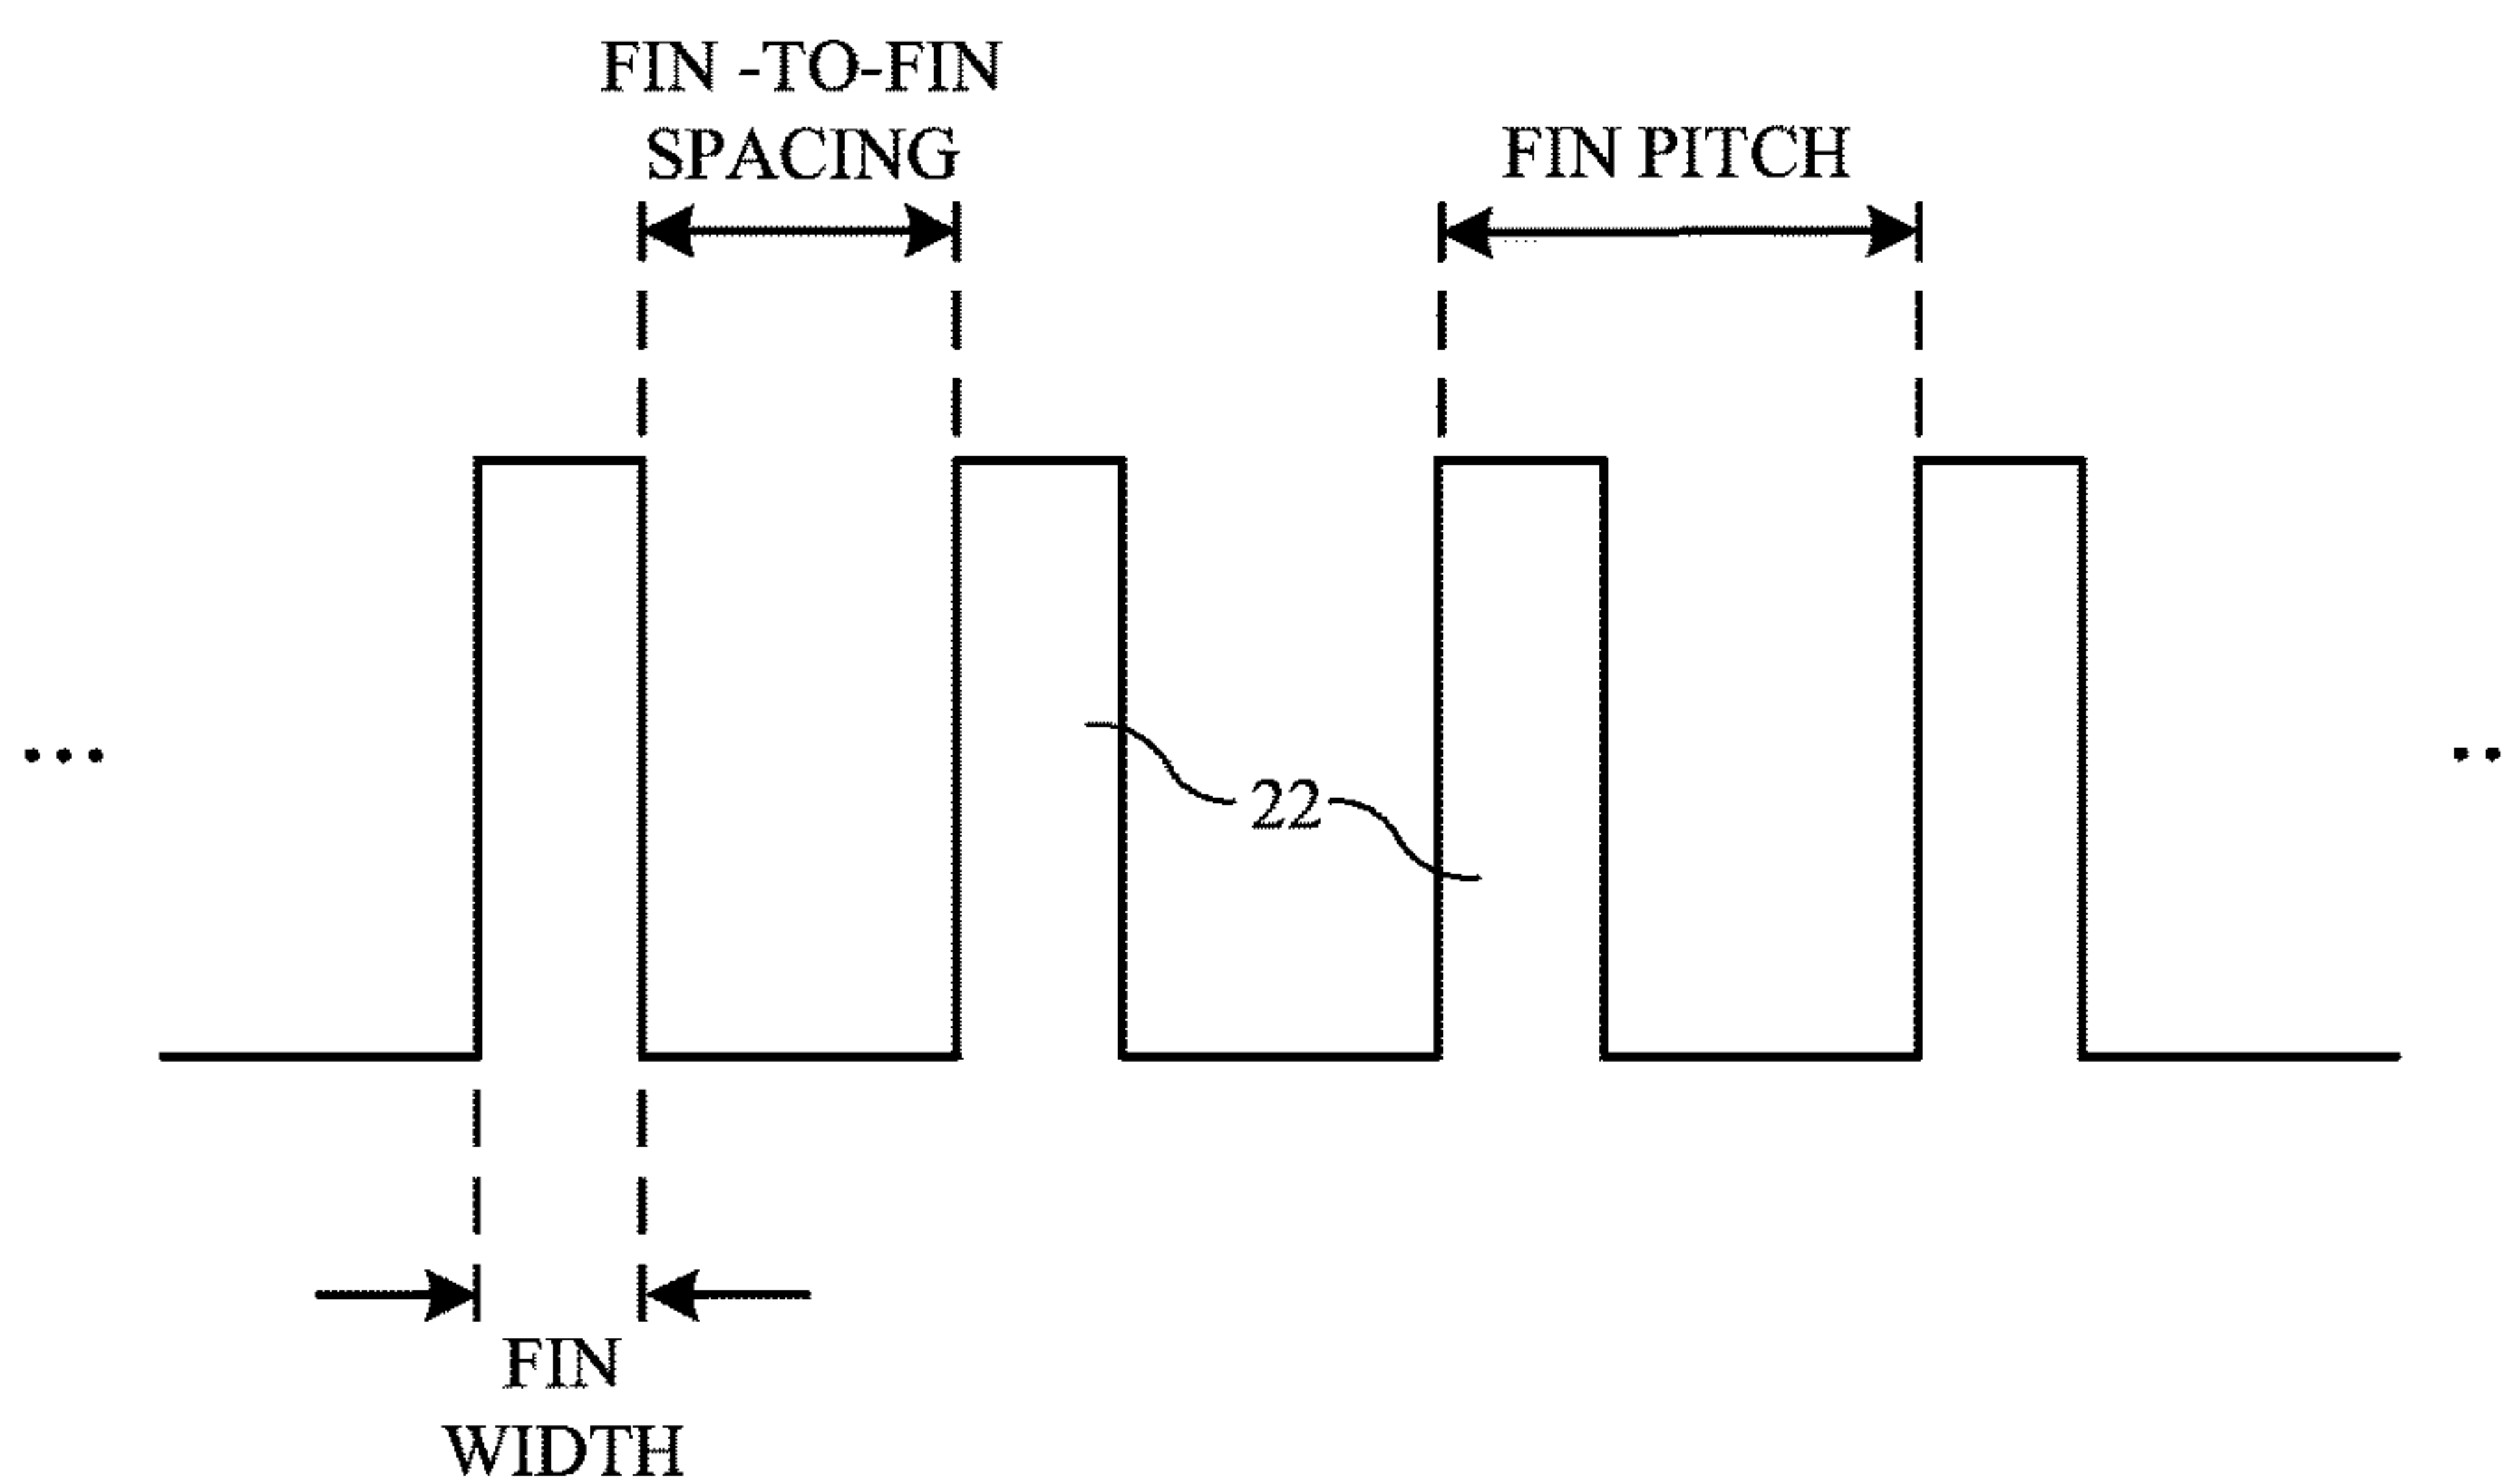 FIN -TO-FIN
SPACING
FIN PITCH
22
FIN
WIDTH